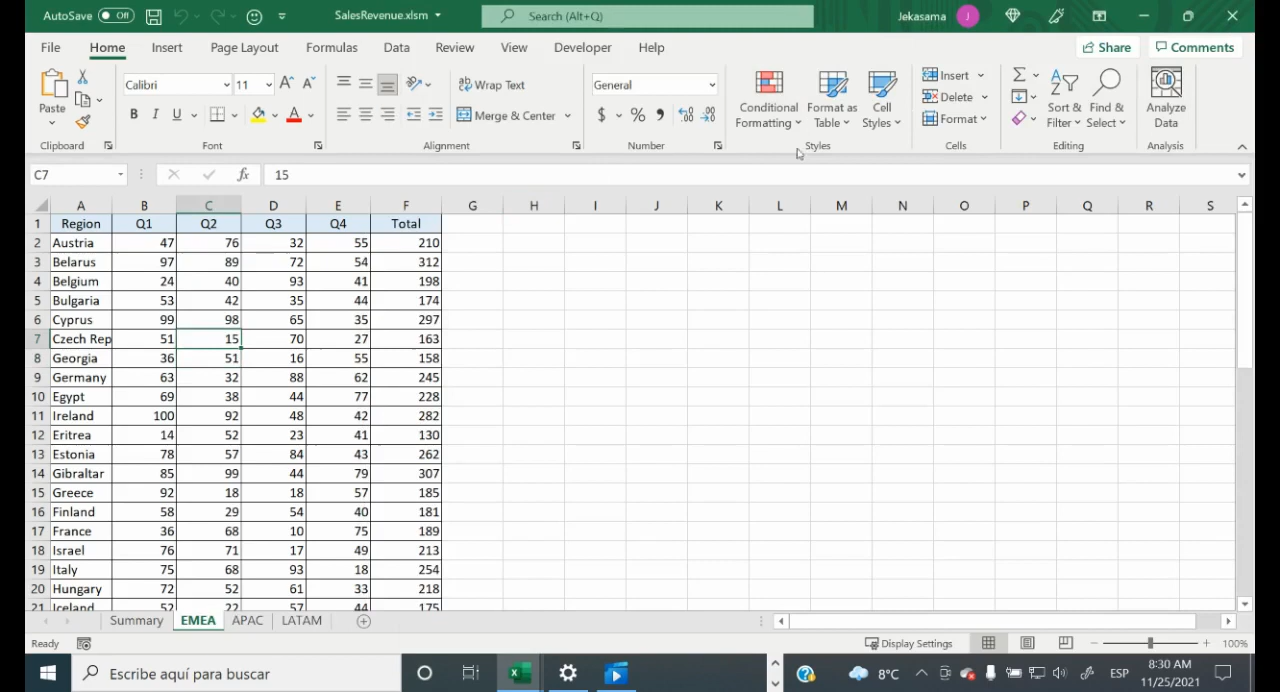 AutoSave Off SalesRevenue.xlsm Search (Alt+Q) Jekasama J
File Home Insert Page Layout Formulas Data Review View Developer Help Share Comments
Paste Calibri 11 Wrap Text General Conditional Formatting Format as Table Cell Styles Insert Σ Sort & Filter Find & Select Analyze Data
B I U Merge & Center $ % Delete
Format
Clipboard Font Alignment Number Styles Cells Editing Analysis
C7 fx 15
A B C D E F G H I J K L M N O P Q R S
1 Region Q1 Q2 Q3 Q4 Total
2 Austria 47 76 32 55 210
3 Belarus 97 89 72 54 312
4 Belgium 24 40 93 41 198
5 Bulgaria 53 42 35 44 174
6 Cyprus 99 98 65 35 297
7 Czech Rep 51 15 70 27 163
8 Georgia 36 51 16 55 158
9 Germany 63 32 88 62 245
10 Egypt 69 38 44 77 228
11 Ireland 100 92 48 42 282
12 Eritrea 14 52 23 41 130
13 Estonia 78 57 84 43 262
14 Gibraltar 85 99 44 79 307
15 Greece 92 18 18 57 185
16 Finland 58 29 54 40 181
17 France 36 68 10 75 189
18 Israel 76 71 17 49 213
19 Italy 75 68 93 18 254
20 Hungary 72 52 61 33 218
21 Iceland 52 22 57 44 175
Summary EMEA APAC LATAM
Ready Display Settings 100%
Escribe aquí para buscar 8°C ESP 8:30 AM
11/25/2021